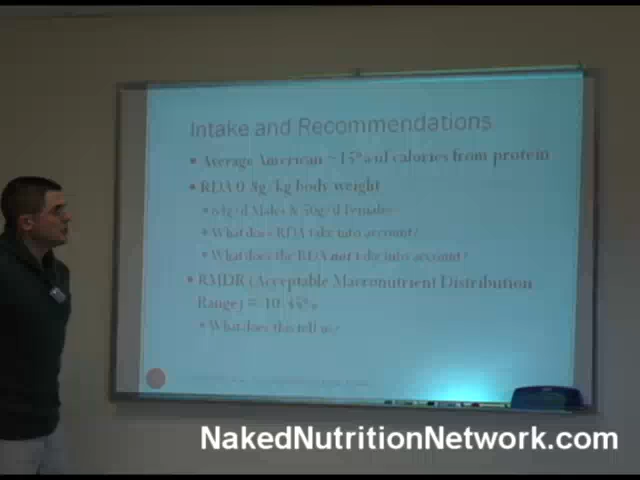 Intake and Recommendations
• Average American ~15% of calories from protein
• RDA 0.8g/kg body weight
• g/d Males & 50g/d Females
• What does RDA take into account?
• What does the RDA not take into account?
• RMDR (Acceptable Macronutrient Distribution
Range) = 10-35%
• What does this tell us?
NakedNutritionNetwork.com